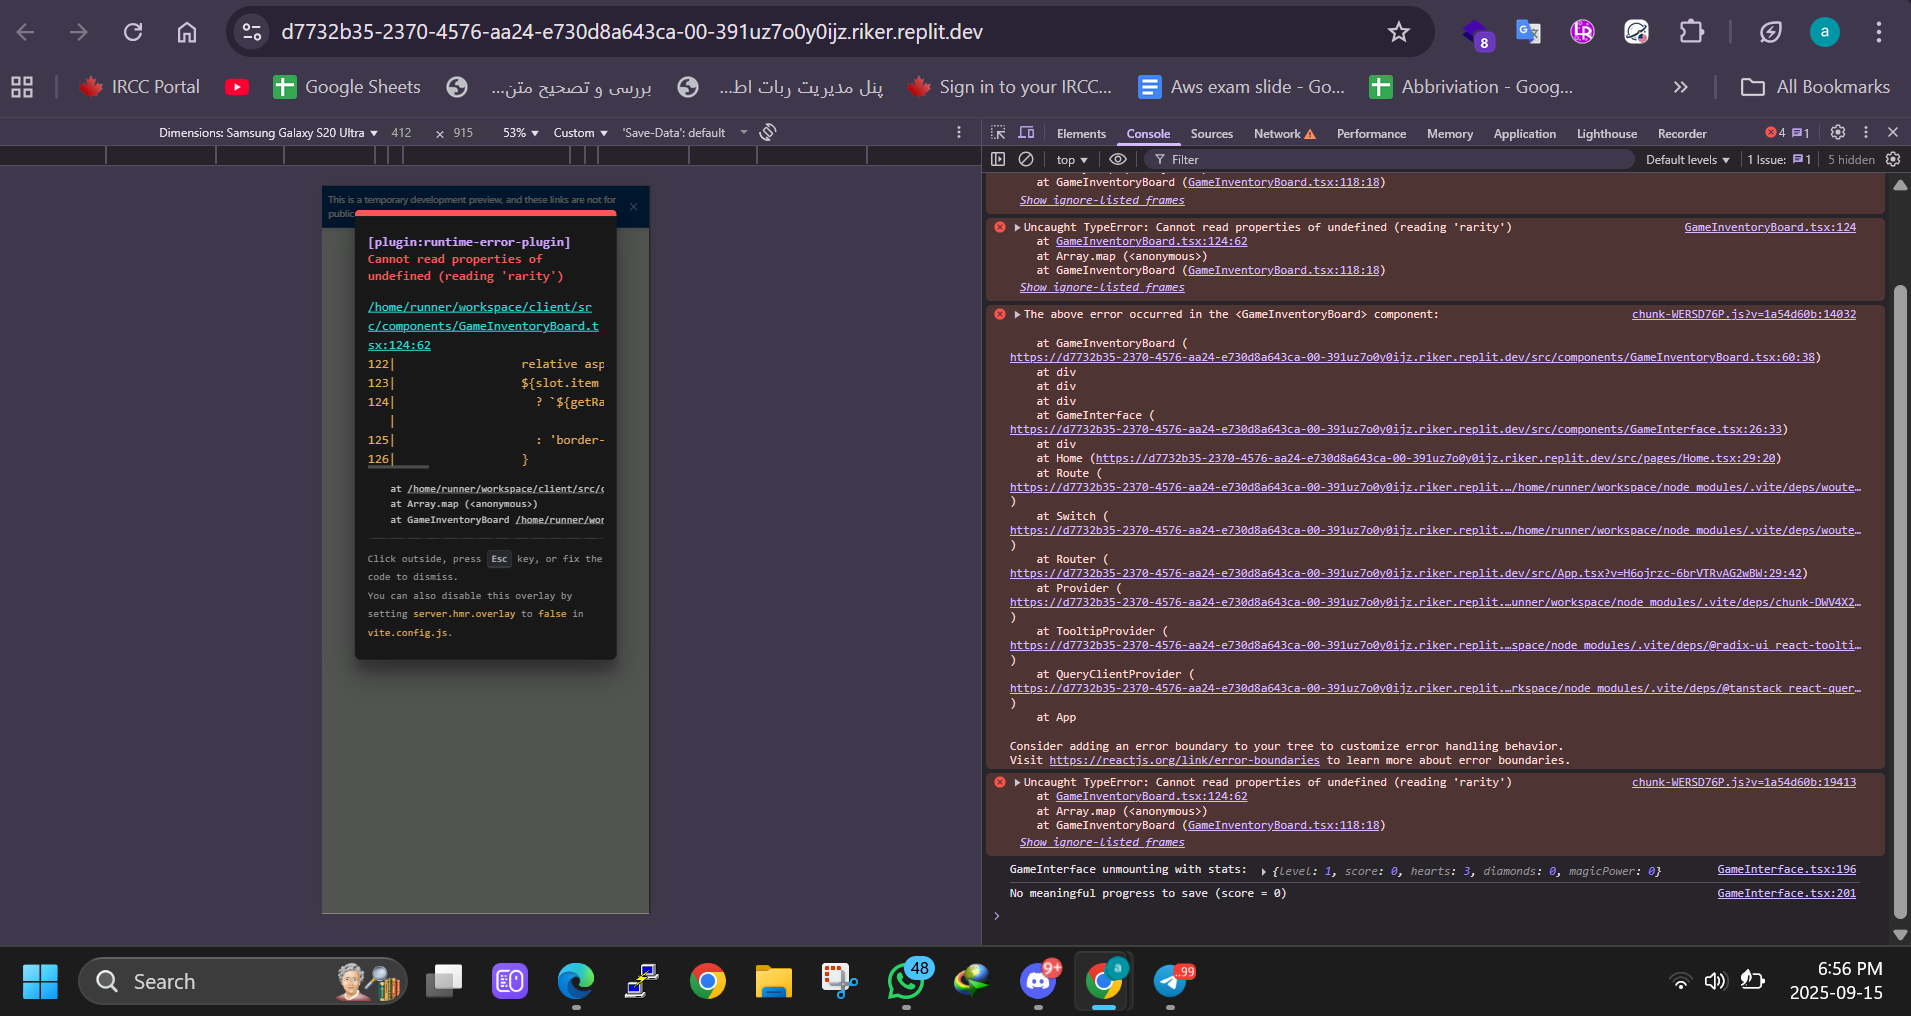 d7732b35-2370-4576-aa24-e730d8a643ca-00-391uz7o0y0ijz.riker.replit.dev
8
a
IRCC Portal
Google Sheets
بررسی و تصحیح متن...
پنل مدیریت ربات اط...
Sign in to your IRCC...
Aws exam slide - Go...
Abbriviation - Goog...
»
All Bookmarks
Dimensions: Samsung Galaxy S20 Ultra 412 × 915 53% Custom 'Save-Data': default
Elements Console Sources Network Performance Memory Application Lighthouse Recorder 4 1
top Filter Default levels 1 Issue: 1 5 hidden
This is a temporary development preview, and these links are not for
public
[plugin:runtime-error-plugin]
Cannot read properties of
undefined (reading 'rarity')
/home/runner/workspace/client/sr
c/components/GameInventoryBoard.t
sx:124:62
122| relative asp
123| ${slot.item
124| ? `${getRa
|
125| : 'border-
126| }
at /home/runner/workspace/client/src/c
at Array.map (<anonymous>)
at GameInventoryBoard /home/runner/wor
Click outside, press Esc key, or fix the
code to dismiss.
You can also disable this overlay by
setting server.hmr.overlay to false in
vite.config.js.
at GameInventoryBoard (GameInventoryBoard.tsx:118:18)
Show ignore-listed frames
Uncaught TypeError: Cannot read properties of undefined (reading 'rarity') GameInventoryBoard.tsx:124
at GameInventoryBoard.tsx:124:62
at Array.map (<anonymous>)
at GameInventoryBoard (GameInventoryBoard.tsx:118:18)
Show ignore-listed frames
The above error occurred in the <GameInventoryBoard> component: chunk-WERSD76P.js?v=1a54d60b:14032
at GameInventoryBoard (
https://d7732b35-2370-4576-aa24-e730d8a643ca-00-391uz7o0y0ijz.riker.replit.dev/src/components/GameInventoryBoard.tsx:60:38)
at div
at div
at div
at GameInterface (
https://d7732b35-2370-4576-aa24-e730d8a643ca-00-391uz7o0y0ijz.riker.replit.dev/src/components/GameInterface.tsx:26:33)
at div
at Home (https://d7732b35-2370-4576-aa24-e730d8a643ca-00-391uz7o0y0ijz.riker.replit.dev/src/pages/Home.tsx:29:20)
at Route (
https://d7732b35-2370-4576-aa24-e730d8a643ca-00-391uz7o0y0ijz.riker.replit.…/home/runner/workspace/node_modules/.vite/deps/woute…
)
at Switch (
https://d7732b35-2370-4576-aa24-e730d8a643ca-00-391uz7o0y0ijz.riker.replit.…/home/runner/workspace/node_modules/.vite/deps/woute…
)
at Router (
https://d7732b35-2370-4576-aa24-e730d8a643ca-00-391uz7o0y0ijz.riker.replit.dev/src/App.tsx?v=H6ojrzc-6brVTRvAG2wBW:29:42)
at Provider (
https://d7732b35-2370-4576-aa24-e730d8a643ca-00-391uz7o0y0ijz.riker.replit.…unner/workspace/node_modules/.vite/deps/chunk-DWV4X2…
)
at TooltipProvider (
https://d7732b35-2370-4576-aa24-e730d8a643ca-00-391uz7o0y0ijz.riker.replit.…space/node_modules/.vite/deps/@radix-ui_react-toolti…
)
at QueryClientProvider (
https://d7732b35-2370-4576-aa24-e730d8a643ca-00-391uz7o0y0ijz.riker.replit.…rkspace/node_modules/.vite/deps/@tanstack_react-quer…
)
at App
Consider adding an error boundary to your tree to customize error handling behavior.
Visit https://reactjs.org/link/error-boundaries to learn more about error boundaries.
Uncaught TypeError: Cannot read properties of undefined (reading 'rarity') chunk-WERSD76P.js?v=1a54d60b:19413
at GameInventoryBoard.tsx:124:62
at Array.map (<anonymous>)
at GameInventoryBoard (GameInventoryBoard.tsx:118:18)
Show ignore-listed frames
GameInterface unmounting with stats: {level: 1, score: 0, hearts: 3, diamonds: 0, magicPower: 0} GameInterface.tsx:196
No meaningful progress to save (score = 0) GameInterface.tsx:201
Search
48
9+
a
..99
6:56 PM
2025-09-15